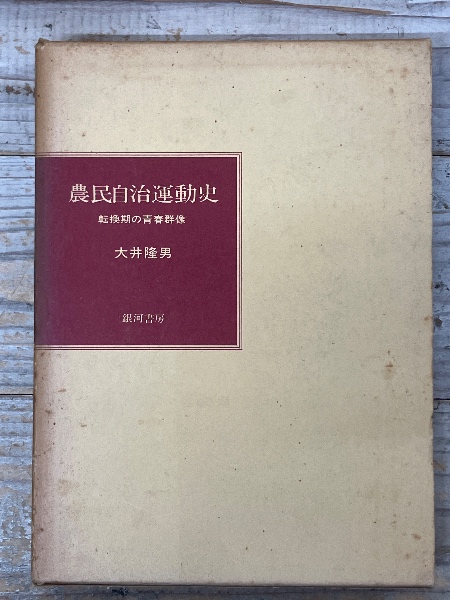 農民自治運動史
転換期の青春群像
大井隆男
銀河書房